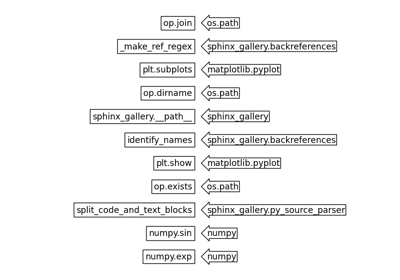 op.join os.path
_make_ref_regex sphinx_gallery.backreferences
plt.subplots matplotlib.pyplot
op.dirname os.path
sphinx_gallery.__path__ sphinx_gallery
identify_names sphinx_gallery.backreferences
plt.show matplotlib.pyplot
op.exists os.path
split_code_and_text_blocks sphinx_gallery.py_source_parser
numpy.sin numpy
numpy.exp numpy